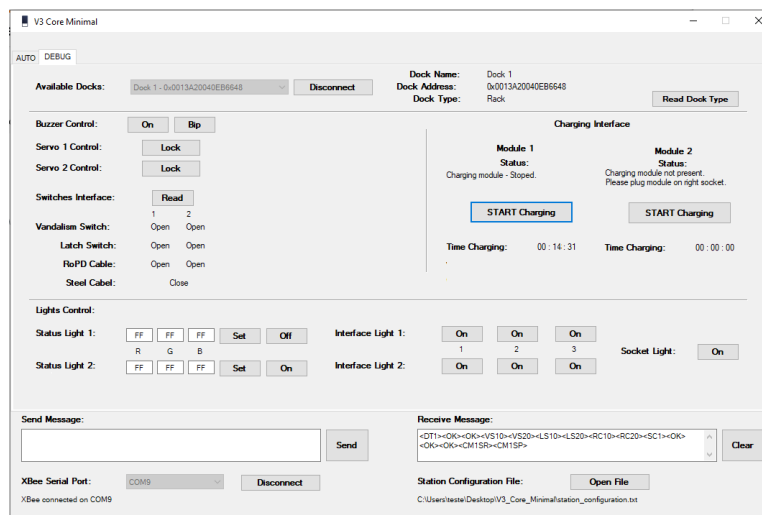 V3 Core Minimal
AUTO DEBUG
Available Docks: Dock 1 - 0x0013A20040EB6648 Disconnect
Dock Name: Dock 1
Dock Address: 0x0013A20040EB6648
Dock Type: Rack
Read Dock Type
Buzzer Control: On Bip
Servo 1 Control: Lock
Servo 2 Control: Lock
Switches Interface: Read
1 2
Vandalism Switch: Open Open
Latch Switch: Open Open
RoPD Cable: Open Open
Steel Cabel: Close
Charging Interface
Module 1
Status:
Charging module - Stoped.
START Charging
Time Charging: 00 : 14 : 31
Module 2
Status:
Charging module not present.
Please plug module on right socket.
START Charging
Time Charging: 00 : 00 : 00
Lights Control:
Status Light 1: FF FF FF Set Off
R G B
Status Light 2: FF FF FF Set On
Interface Light 1: On On On
1 2 3
Interface Light 2: On On On
Socket Light: On
Send Message:
Send
Receive Message:
<DT1><OK><OK><VS10><VS20><LS10><LS20><RC10><RC20><SC1><OK>
<OK><OK><CM1SR><CM1SP>
Clear
XBee Serial Port: COM9 Disconnect
XBee connected on COM9
Station Configuration File: Open File
C:\Users\teste\Desktop\V3_Core_Minimal\station_configuration.txt